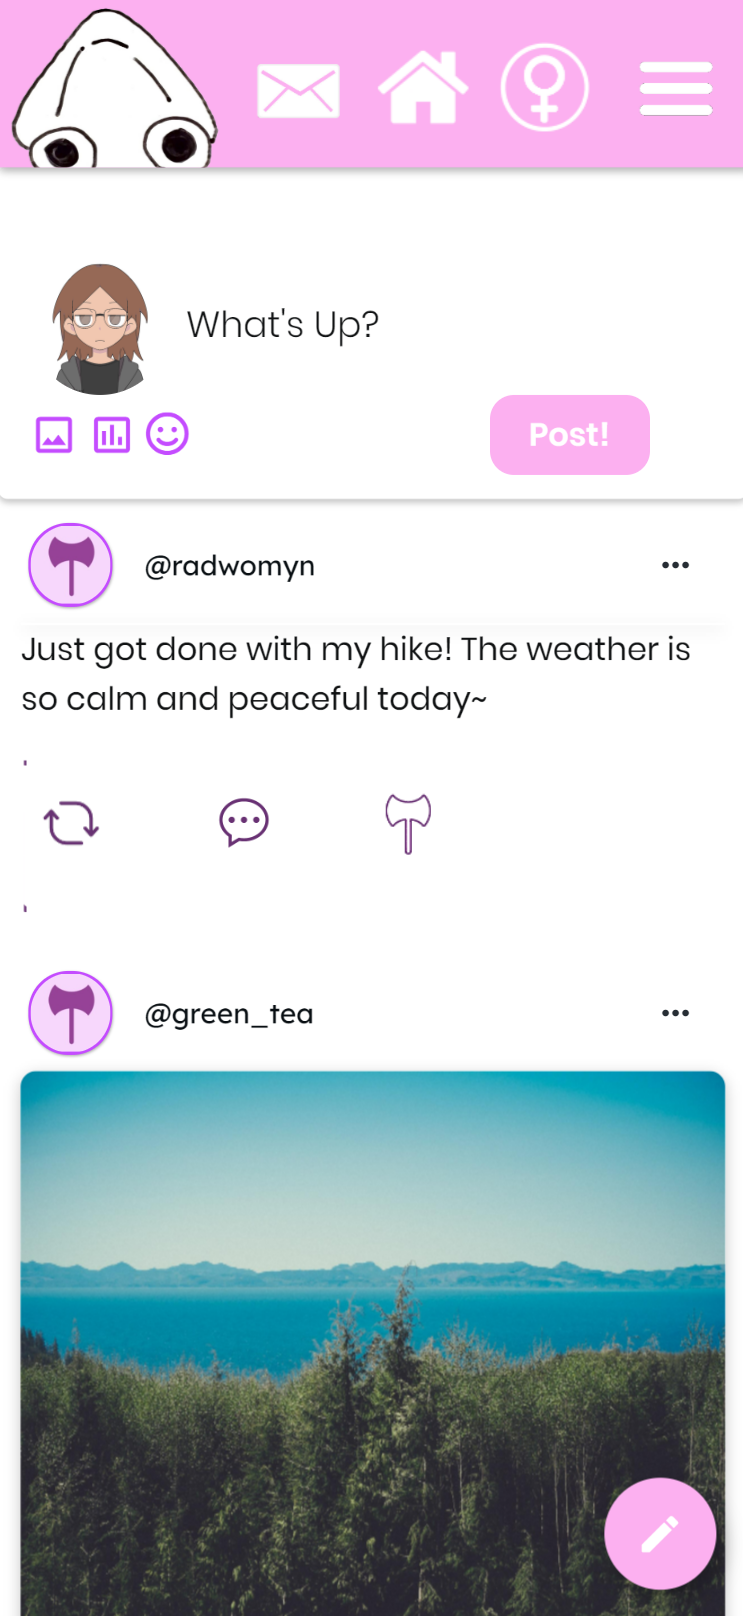 What's Up?
Post!
@radwomyn
Just got done with my hike! The weather is
so calm and peaceful today~
@green_tea